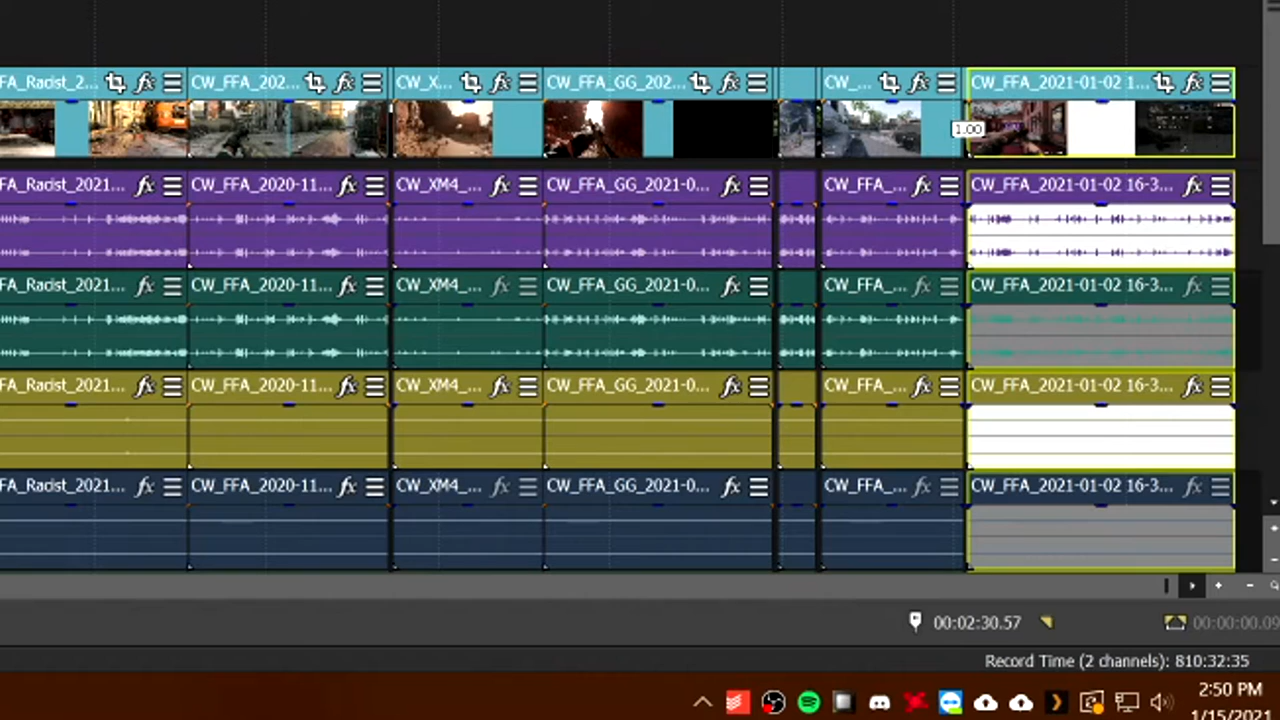 FA_Racist_2... CW_FFA_202... CW_X... CW_FFA_GG_202... CW_... CW_FFA_2021-01-02 1...
1.00
FA_Racist_2021... CW_FFA_2020-11... CW_XM4_... CW_FFA_GG_2021-0... CW_FFA_... CW_FFA_2021-01-02 16-3...
FA_Racist_2021... CW_FFA_2020-11... CW_XM4_... CW_FFA_GG_2021-0... CW_FFA_... CW_FFA_2021-01-02 16-3...
FA_Racist_2021... CW_FFA_2020-11... CW_XM4_... CW_FFA_GG_2021-0... CW_FFA_... CW_FFA_2021-01-02 16-3...
FA_Racist_2021... CW_FFA_2020-11... CW_XM4_... CW_FFA_GG_2021-0... CW_FFA_... CW_FFA_2021-01-02 16-3...
00:02:30.57 00:00:00.09
Record Time (2 channels): 810:32:35
2:50 PM
1/15/2021